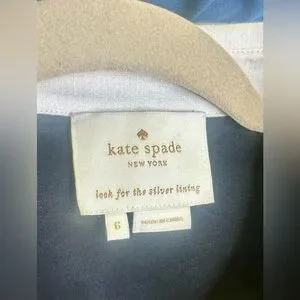 kate spade
NEW YORK
look for the silver lining
6